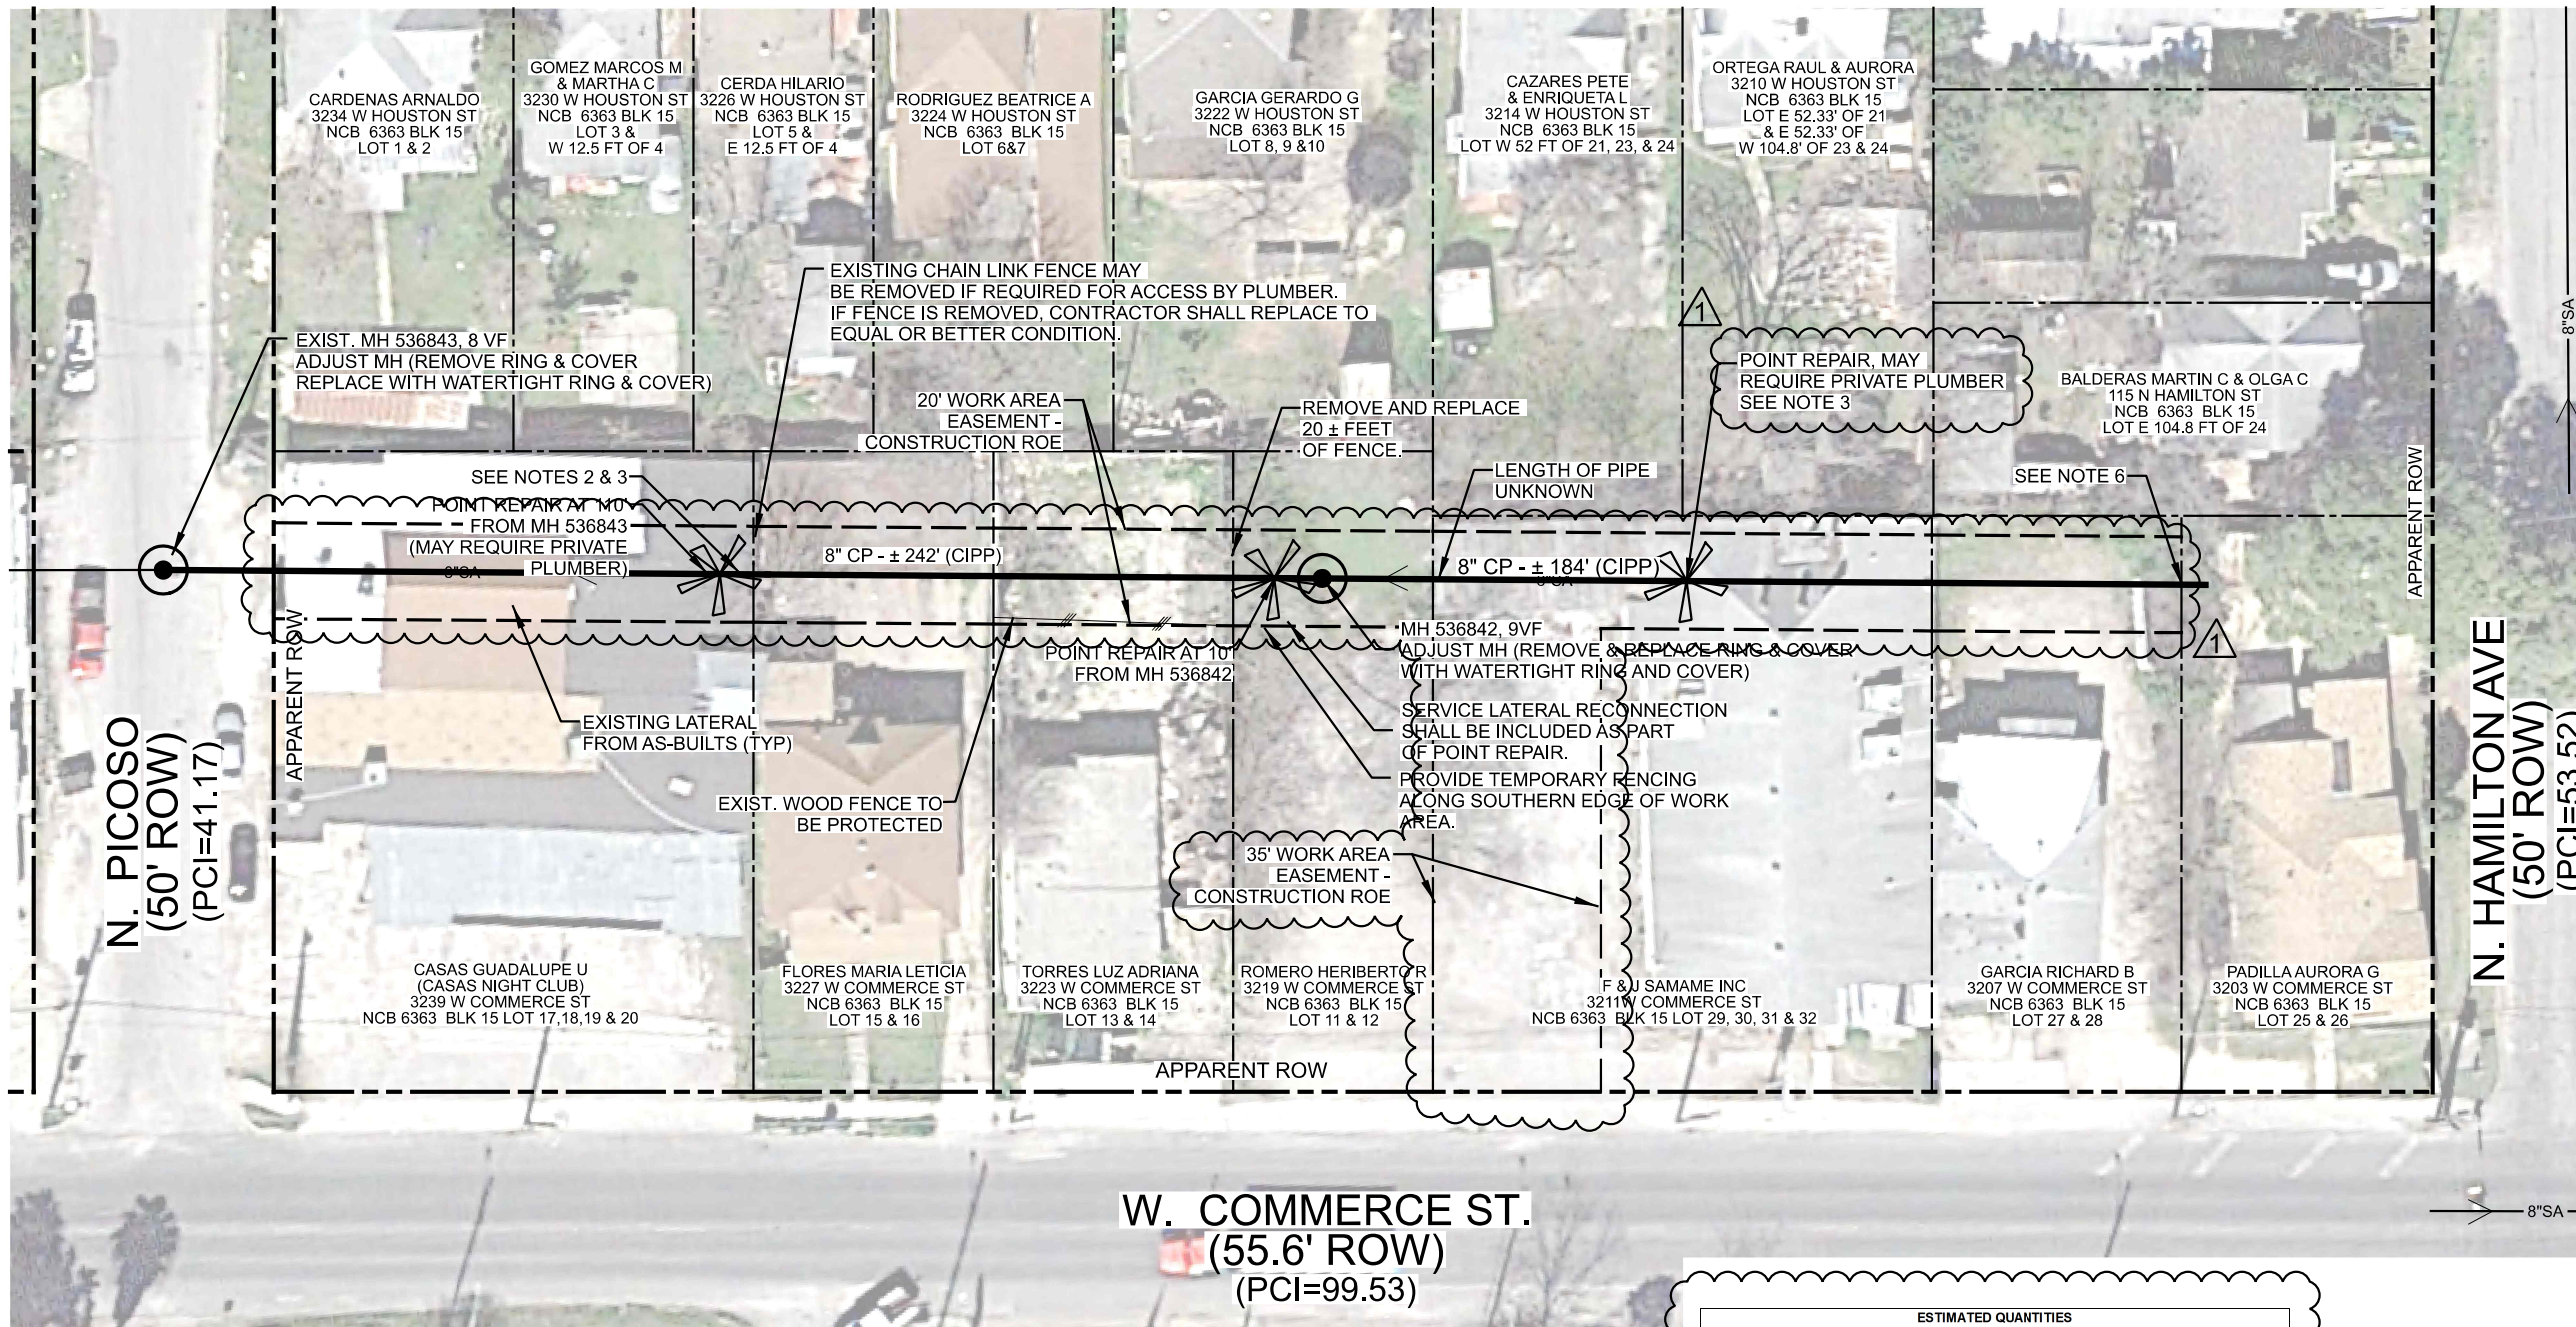 CARDENAS ARNALDO
3234 W HOUSTON ST
NCB 6363 BLK 15
LOT 1 & 2
GOMEZ MARCOS M
& MARTHA C
3230 W HOUSTON ST
NCB 6363 BLK 15
LOT 3 &
W 12.5 FT OF 4
CERDA HILARIO
3226 W HOUSTON ST
NCB 6363 BLK 15
LOT 5 &
E 12.5 FT OF 4
RODRIGUEZ BEATRICE A
3224 W HOUSTON ST
NCB 6363 BLK 15
LOT 6&7
GARCIA GERARDO G
3222 W HOUSTON ST
NCB 6363 BLK 15
LOT 8, 9 &10
CAZARES PETE
& ENRIQUETA L
3214 W HOUSTON ST
NCB 6363 BLK 15
LOT W 52 FT OF 21, 23, & 24
ORTEGA RAUL & AURORA
3210 W HOUSTON ST
NCB 6363 BLK 15
LOT E 52.33' OF 21
& E 52.33' OF
W 104.8' OF 23 & 24
EXISTING CHAIN LINK FENCE MAY
BE REMOVED IF REQUIRED FOR ACCESS BY PLUMBER.
IF FENCE IS REMOVED, CONTRACTOR SHALL REPLACE TO
EQUAL OR BETTER CONDITION.
EXIST. MH 536843, 8 VF
ADJUST MH (REMOVE RING & COVER
REPLACE WITH WATERTIGHT RING & COVER)
20' WORK AREA
EASEMENT -
CONSTRUCTION ROE
REMOVE AND REPLACE
20 ± FEET
OF FENCE.
1
POINT REPAIR, MAY
REQUIRE PRIVATE PLUMBER
SEE NOTE 3
BALDERAS MARTIN C & OLGA C
115 N HAMILTON ST
NCB 6363 BLK 15
LOT E 104.8 FT OF 24
8"SA
SEE NOTES 2 & 3
POINT REPAIR AT 110'
FROM MH 536843
(MAY REQUIRE PRIVATE
PLUMBER)
LENGTH OF PIPE
UNKNOWN
SEE NOTE 6
APPARENT ROW
8"SA
8" CP - ± 242' (CIPP)
8" CP - ± 184' (CIPP)
8"SA
1
APPARENT ROW
POINT REPAIR AT 10'
FROM MH 536842
MH 536842, 9VF
ADJUST MH (REMOVE & REPLACE RING & COVER
WITH WATERTIGHT RING AND COVER)
EXISTING LATERAL
FROM AS-BUILTS (TYP)
SERVICE LATERAL RECONNECTION
SHALL BE INCLUDED AS PART
OF POINT REPAIR.
PROVIDE TEMPORARY FENCING
ALONG SOUTHERN EDGE OF WORK
AREA.
EXIST. WOOD FENCE TO
BE PROTECTED
35' WORK AREA
EASEMENT -
CONSTRUCTION ROE
N. PICOSO
(50' ROW)
(PCI=41.17)
N. HAMILTON AVE
(50' ROW)
(PCI=53.52)
CASAS GUADALUPE U
(CASAS NIGHT CLUB)
3239 W COMMERCE ST
NCB 6363 BLK 15 LOT 17,18,19 & 20
FLORES MARIA LETICIA
3227 W COMMERCE ST
NCB 6363 BLK 15
LOT 15 & 16
TORRES LUZ ADRIANA
3223 W COMMERCE ST
NCB 6363 BLK 15
LOT 13 & 14
ROMERO HERIBERTO R
3219 W COMMERCE ST
NCB 6363 BLK 15
LOT 11 & 12
F & J SAMAME INC
3211 W COMMERCE ST
NCB 6363 BLK 15 LOT 29, 30, 31 & 32
GARCIA RICHARD B
3207 W COMMERCE ST
NCB 6363 BLK 15
LOT 27 & 28
PADILLA AURORA G
3203 W COMMERCE ST
NCB 6363 BLK 15
LOT 25 & 26
APPARENT ROW
W. COMMERCE ST.
(55.6' ROW)
(PCI=99.53)
8"SA
ESTIMATED QUANTITIES